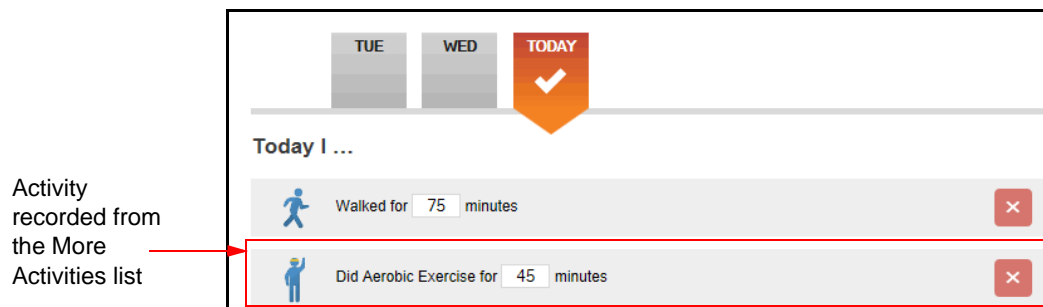 TUE WED TODAY
Today I ...
Walked for 75 minutes
Activity
recorded from
the More
Activities list
Did Aerobic Exercise for 45 minutes